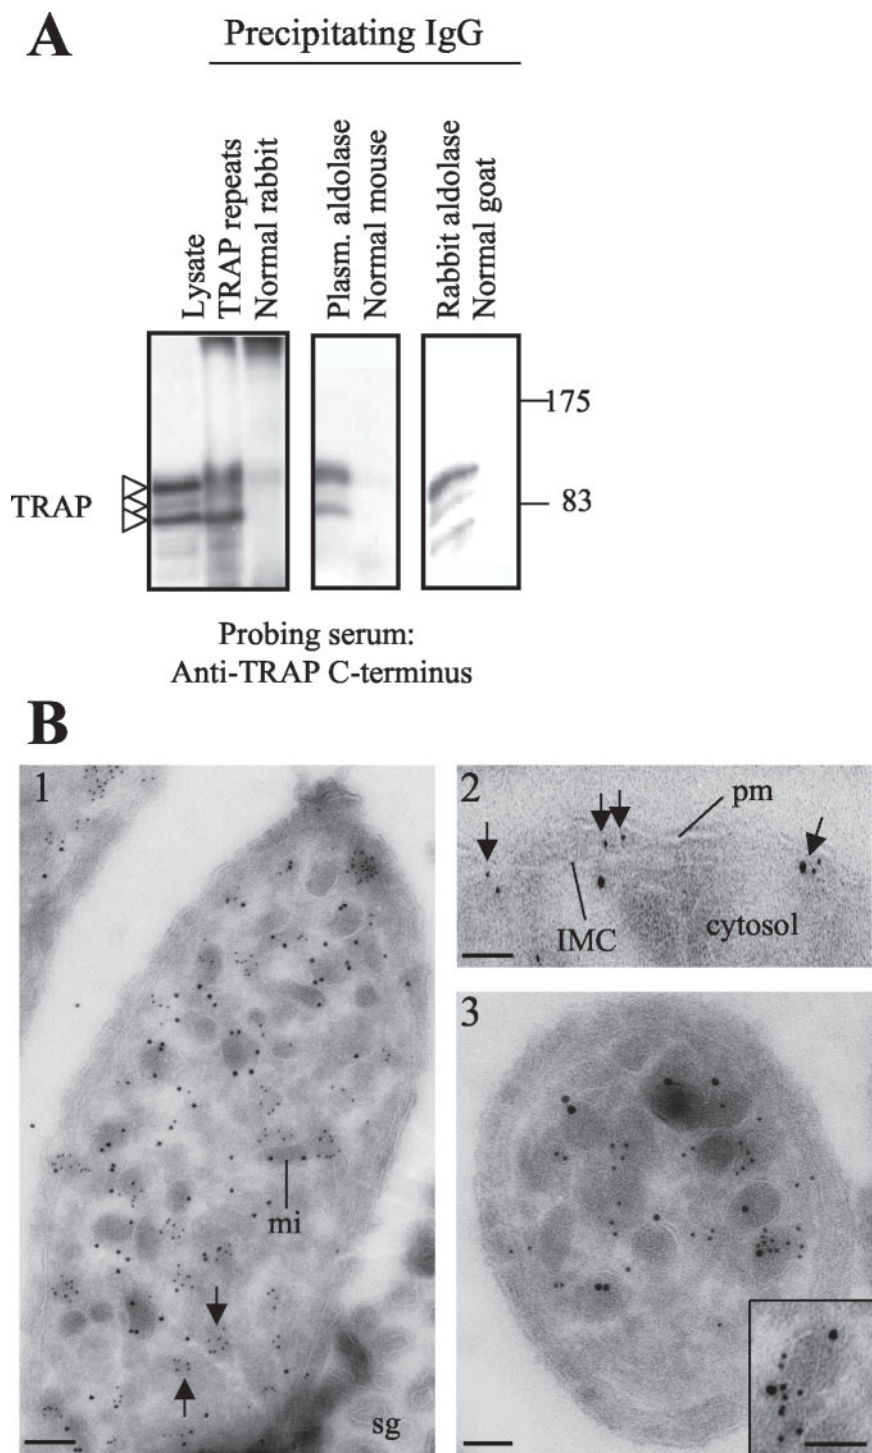 A
Precipitating IgG
Lysate
TRAP repeats
Normal rabbit
Plasm. aldolase
Normal mouse
Rabbit aldolase
Normal goat
175
TRAP
83
Probing serum:
Anti-TRAP C-terminus
B
1
mi
sg
2
pm
IMC
cytosol
3